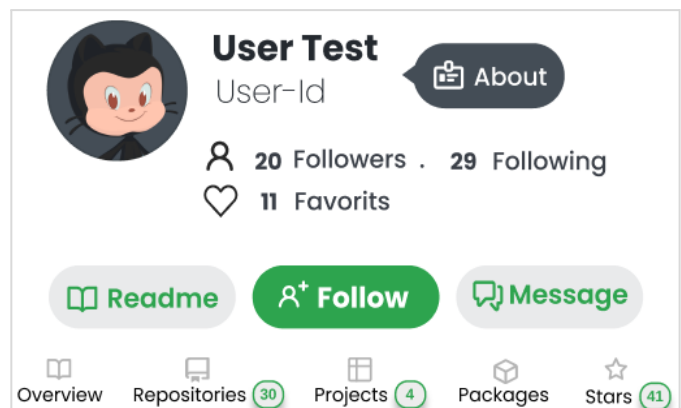 User Test
User-Id
About
20 Followers . 29 Following
11 Favorits
Readme
Follow
Message
Overview Repositories 30 Projects 4 Packages Stars 41